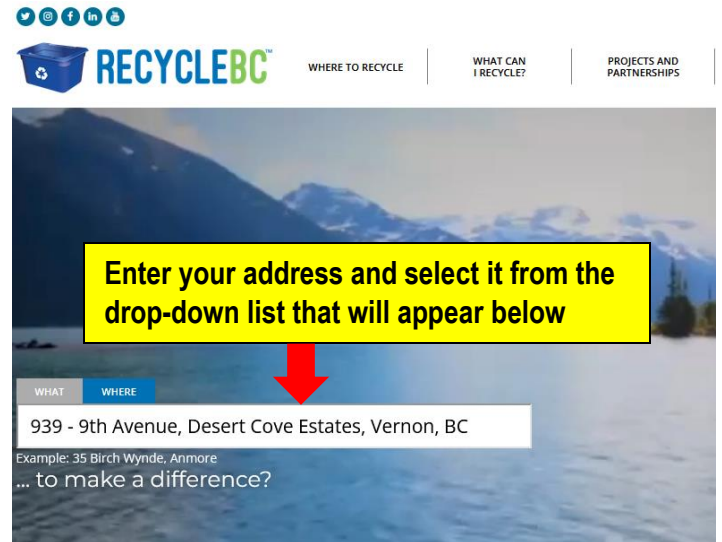 RECYCLEBC™
WHERE TO RECYCLE
WHAT CAN
I RECYCLE?
PROJECTS AND
PARTNERSHIPS
Enter your address and select it from the
drop-down list that will appear below
WHAT WHERE
939 - 9th Avenue, Desert Cove Estates, Vernon, BC
Example: 35 Birch Wynde, Anmore
... to make a difference?